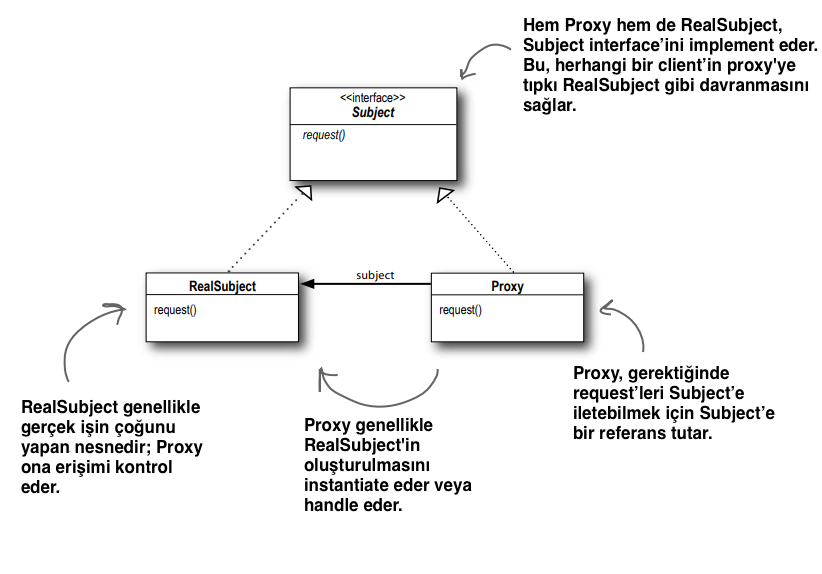 Hem Proxy hem de RealSubject,
Subject interface’ini implement eder.
Bu, herhangi bir client’in proxy'ye
tıpkı RealSubject gibi davranmasını
sağlar.
<<interface>>
Subject
request()
RealSubject
request()
subject
Proxy
request()
RealSubject genellikle
gerçek işin çoğunu
yapan nesnedir; Proxy
ona erişimi kontrol
eder.
Proxy genellikle
RealSubject'in
oluşturulmasını
instantiate eder veya
handle eder.
Proxy, gerektiğinde
request’leri Subject’e
iletebilmek için Subject’e
bir referans tutar.